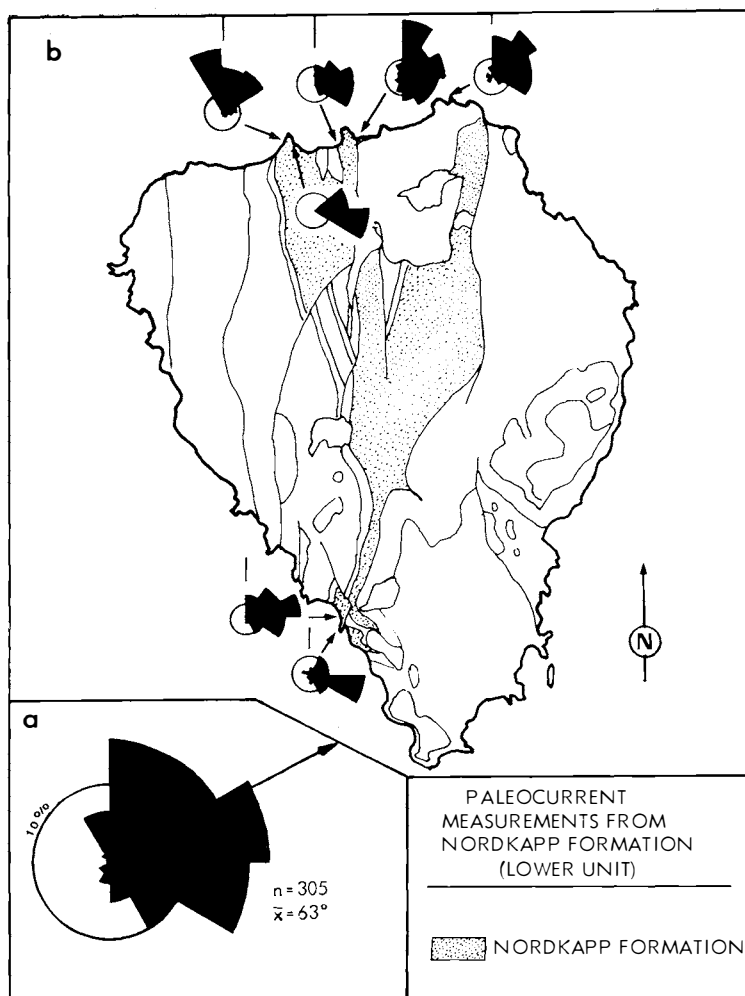 b
N
a
10%
n = 305
x̄ = 63°
PALEOCURRENT
MEASUREMENTS FROM
NORDKAPP FORMATION
(LOWER UNIT)
NORDKAPP FORMATION